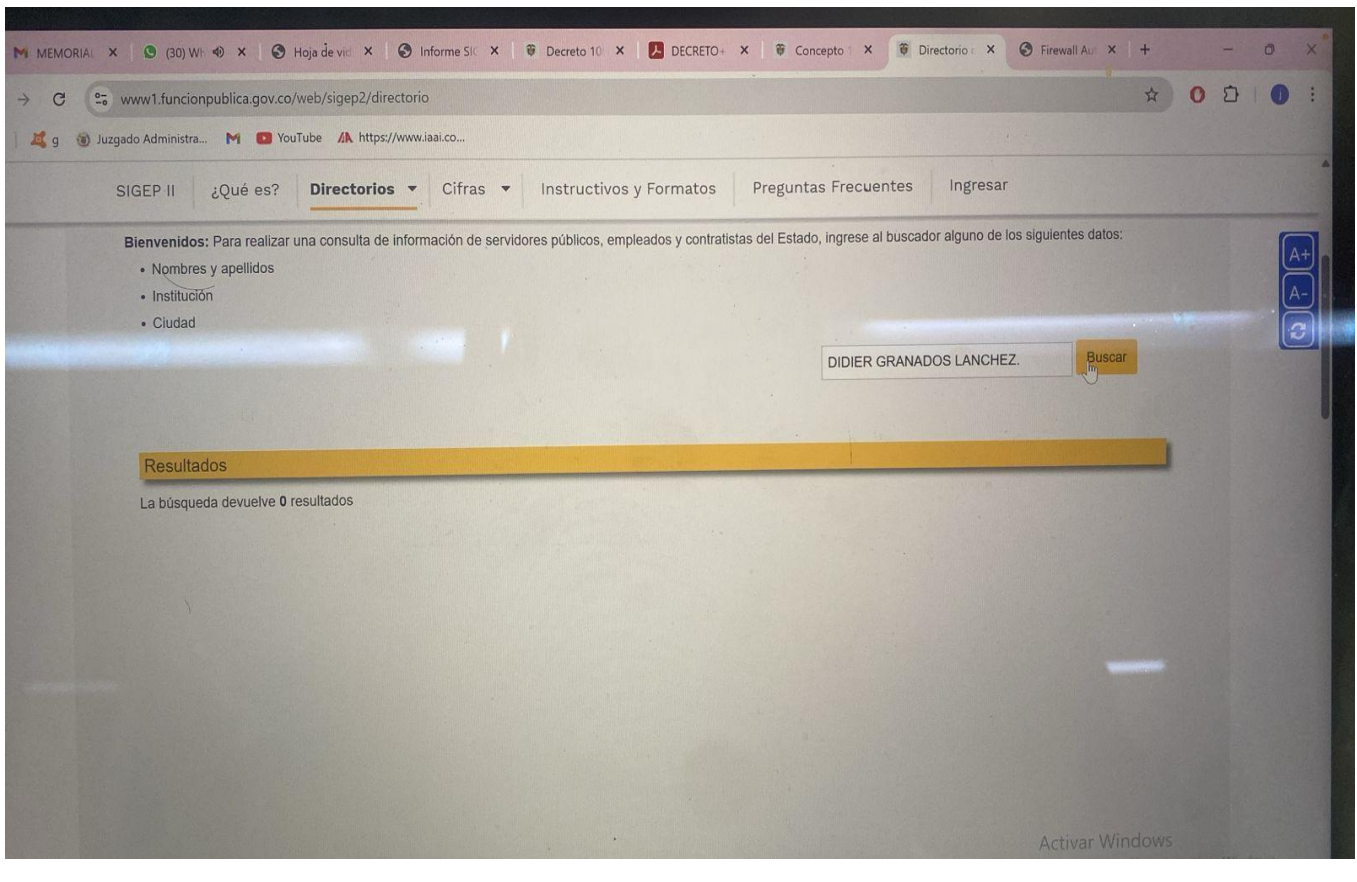 MEMORIAL
(30) Wh
Hoja de vid
Informe SIG
Decreto 10
DECRETO+
Concepto 1
Directorio c
Firewall Au
www1.funcionpublica.gov.co/web/sigep2/directorio
g
Juzgado Administra...
YouTube
https://www.iaai.co...
SIGEP II
¿Qué es?
Directorios
Cifras
Instructivos y Formatos
Preguntas Frecuentes
Ingresar
Bienvenidos: Para realizar una consulta de información de servidores públicos, empleados y contratistas del Estado, ingrese al buscador alguno de los siguientes datos:
• Nombres y apellidos
• Institución
• Ciudad
A+
A-
DIDIER GRANADOS LANCHEZ.
Buscar
Resultados
La búsqueda devuelve 0 resultados
Activar Windows